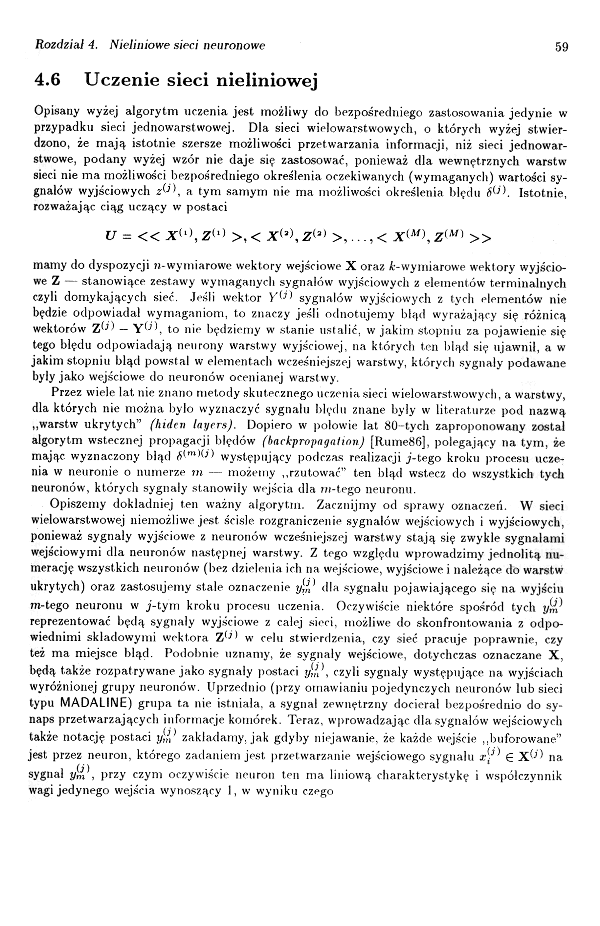 Rozdział 4. Nieliniowe sieci neuronowe 59
4.6 Uczenie sieci nieliniowej
Opisany wyżej algorytm uczenia jest możliwy do bezpośredniego zastosowania jedynie w
przypadku sieci jednowarstwowej. Dla sieci wielowarstwowych, o których wyżej stwier-
dzono, że mają istotnie szersze możliwości przetwarzania informacji, niż sieci jednowar-
stwowe, podany wyżej wzór nie daje się zastosować, ponieważ dla wewnętrznych warstw
sieci nie ma możliwości bezpośredniego określenia oczekiwanych (wymaganych) wartości sy-
gnałów wyjściowych z^(j), a tym samym nie ma możliwości określenia błędu δ^(j). Istotnie,
rozważając ciąg uczący w postaci
U = << X^(1), Z^(1) >, < X^(2), Z^(2) >, ..., < X^(M), Z^(M) >>
mamy do dyspozycji n-wymiarowe wektory wejściowe X oraz k-wymiarowe wektory wyjścio-
we Z — stanowiące zestawy wymaganych sygnałów wyjściowych z elementów terminalnych
czyli domykających sieć. Jeśli wektor Y^(j) sygnałów wyjściowych z tych elementów nie
będzie odpowiadał wymaganiom, to znaczy jeśli odnotujemy błąd wyrażający się różnicą
wektorów Z^(j) − Y^(j), to nie będziemy w stanie ustalić, w jakim stopniu za pojawienie się
tego błędu odpowiadają neurony warstwy wyjściowej, na których ten błąd się ujawnił, a w
jakim stopniu błąd powstał w elementach wcześniejszej warstwy, których sygnały podawane
były jako wejściowe do neuronów ocenianej warstwy.
Przez wiele lat nie znano metody skutecznego uczenia sieci wielowarstwowych, a warstwy,
dla których nie można było wyznaczyć sygnału błędu znane były w literaturze pod nazwą
„warstw ukrytych” (hiden layers). Dopiero w połowie lat 80-tych zaproponowany został
algorytm wstecznej propagacji błędów (backpropagation) [Rume86], polegający na tym, że
mając wyznaczony błąd δ^(m)(j) występujący podczas realizacji j-tego kroku procesu ucze-
nia w neuronie o numerze m — możemy „rzutować” ten błąd wstecz do wszystkich tych
neuronów, których sygnały stanowiły wejścia dla m-tego neuronu.
Opiszemy dokładniej ten ważny algorytm. Zacznijmy od sprawy oznaczeń. W sieci
wielowarstwowej niemożliwe jest ścisłe rozgraniczenie sygnałów wejściowych i wyjściowych,
ponieważ sygnały wyjściowe z neuronów wcześniejszej warstwy stają się zwykle sygnałami
wejściowymi dla neuronów następnej warstwy. Z tego względu wprowadzimy jednolitą nu-
merację wszystkich neuronów (bez dzielenia ich na wejściowe, wyjściowe i należące do warstw
ukrytych) oraz zastosujemy stałe oznaczenie y_m^(j) dla sygnału pojawiającego się na wyjściu
m-tego neuronu w j-tym kroku procesu uczenia. Oczywiście niektóre spośród tych y_m^(j)
reprezentować będą sygnały wyjściowe z całej sieci, możliwe do skonfrontowania z odpo-
wiednimi składowymi wektora Z^(j) w celu stwierdzenia, czy sieć pracuje poprawnie, czy
też ma miejsce błąd. Podobnie uznamy, że sygnały wejściowe, dotychczas oznaczane X,
będą także rozpatrywane jako sygnały postaci y_m^(j), czyli sygnały występujące na wyjściach
wyróżnionej grupy neuronów. Uprzednio (przy omawianiu pojedynczych neuronów lub sieci
typu MADALINE) grupa ta nie istniała, a sygnał zewnętrzny docierał bezpośrednio do sy-
naps przetwarzających informacje komórek. Teraz, wprowadzając dla sygnałów wejściowych
także notację postaci y_m^(j) zakładamy, jak gdyby niejawanie, że każde wejście „buforowane”
jest przez neuron, którego zadaniem jest przetwarzanie wejściowego sygnału x_i^(j) ∈ X^(j) na
sygnał y_m^(j), przy czym oczywiście neuron ten ma liniową charakterystykę i współczynnik
wagi jedynego wejścia wynoszący 1, w wyniku czego